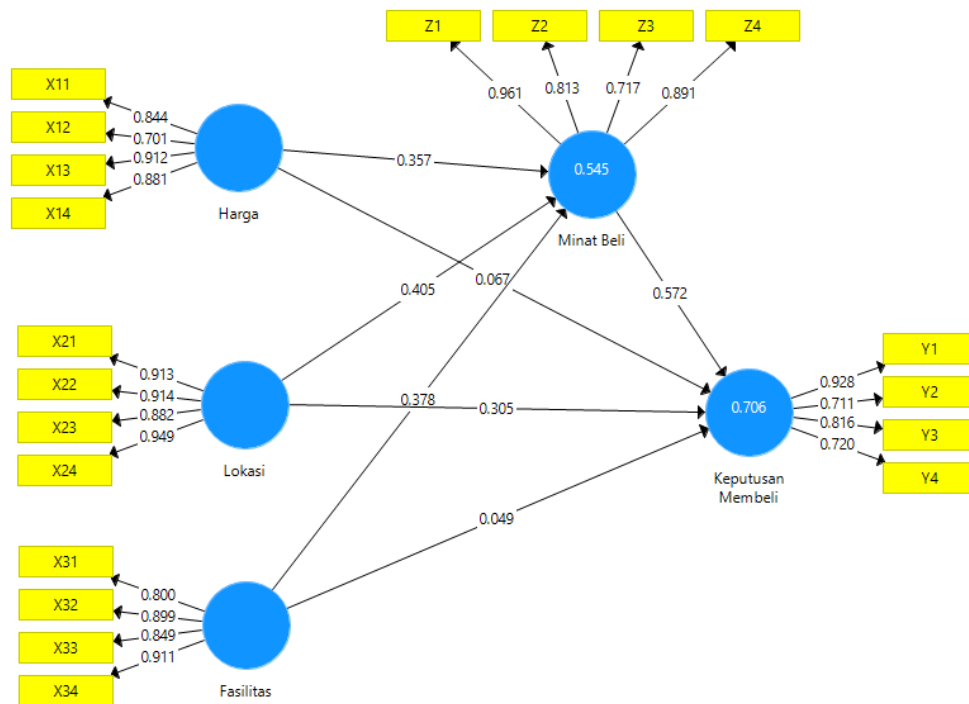 Z1
Z2
Z3
Z4
0.961
0.813
0.717
0.891
X11
X12
X13
X14
0.844
0.701
0.912
0.881
Harga
0.357
0.545
Minat Beli
0.405
0.067
0.572
X21
X22
X23
X24
0.913
0.914
0.882
0.949
Lokasi
0.378
0.305
0.706
Keputusan
Membeli
0.928
0.711
0.816
0.720
Y1
Y2
Y3
Y4
0.049
X31
X32
X33
X34
0.800
0.899
0.849
0.911
Fasilitas